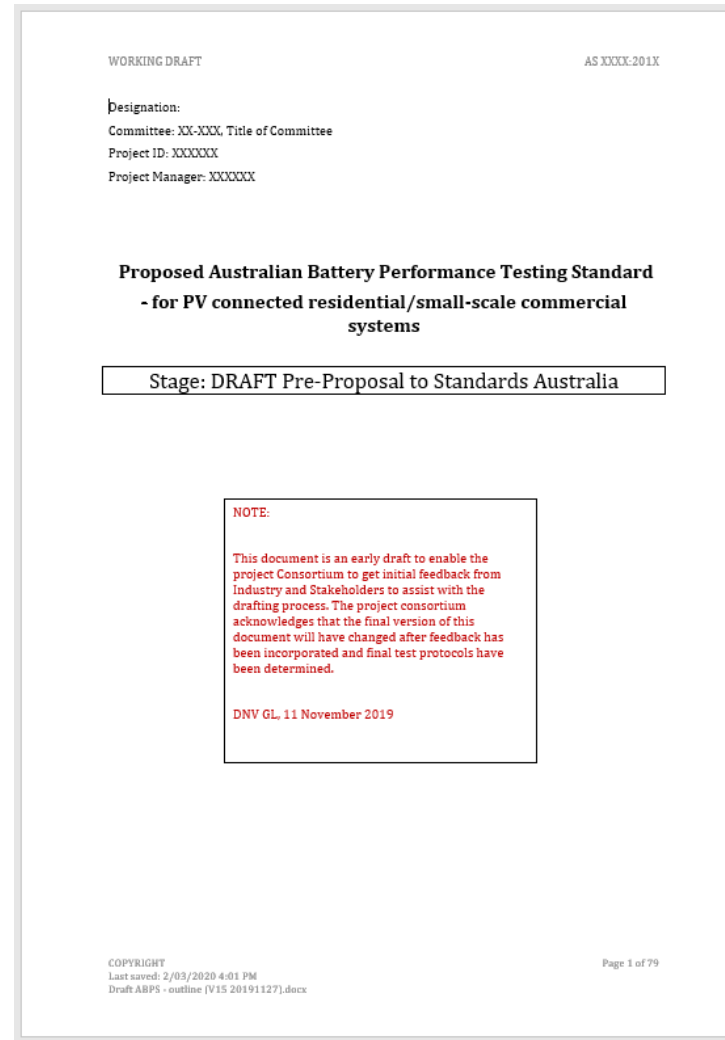 WORKING DRAFT
AS XXXX:201X
Designation:
Committee: XX-XXX, Title of Committee
Project ID: XXXXXX
Project Manager: XXXXXX
Proposed Australian Battery Performance Testing Standard
- for PV connected residential/small-scale commercial
systems
Stage: DRAFT Pre-Proposal to Standards Australia
NOTE:
This document is an early draft to enable the
project Consortium to get initial feedback from
Industry and Stakeholders to assist with the
drafting process. The project consortium
acknowledges that the final version of this
document will have changed after feedback has
been incorporated and final test protocols have
been determined.
DNV GL, 11 November 2019
COPYRIGHT
Page 1 of 79
Last saved: 2/03/2020 4:01 PM
Draft ABPS - outline (V15 20191127).docx